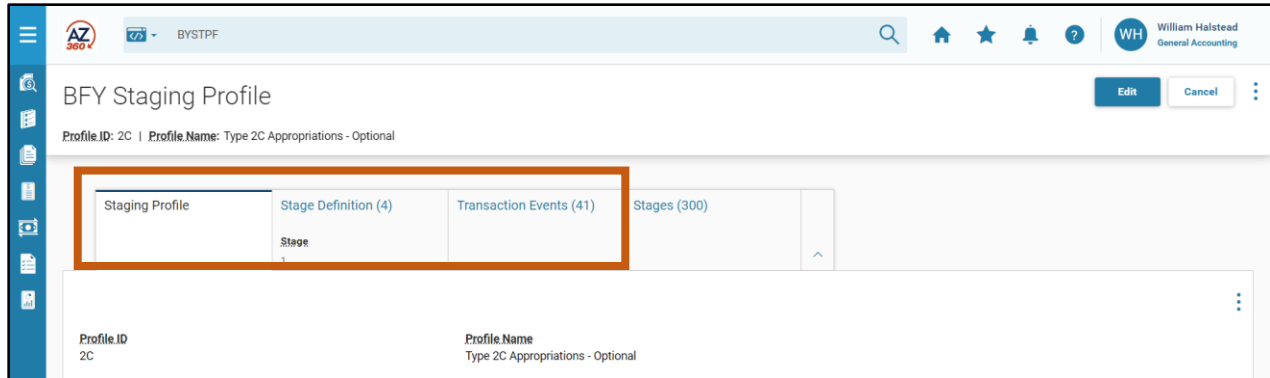 AZ
360
BYSTPF
WH
William Halstead
General Accounting
BFY Staging Profile
Edit
Cancel
Profile ID: 2C | Profile Name: Type 2C Appropriations - Optional
Staging Profile
Stage Definition (4)
Transaction Events (41)
Stages (300)
Stage
1
Profile ID
Profile Name
2C
Type 2C Appropriations - Optional